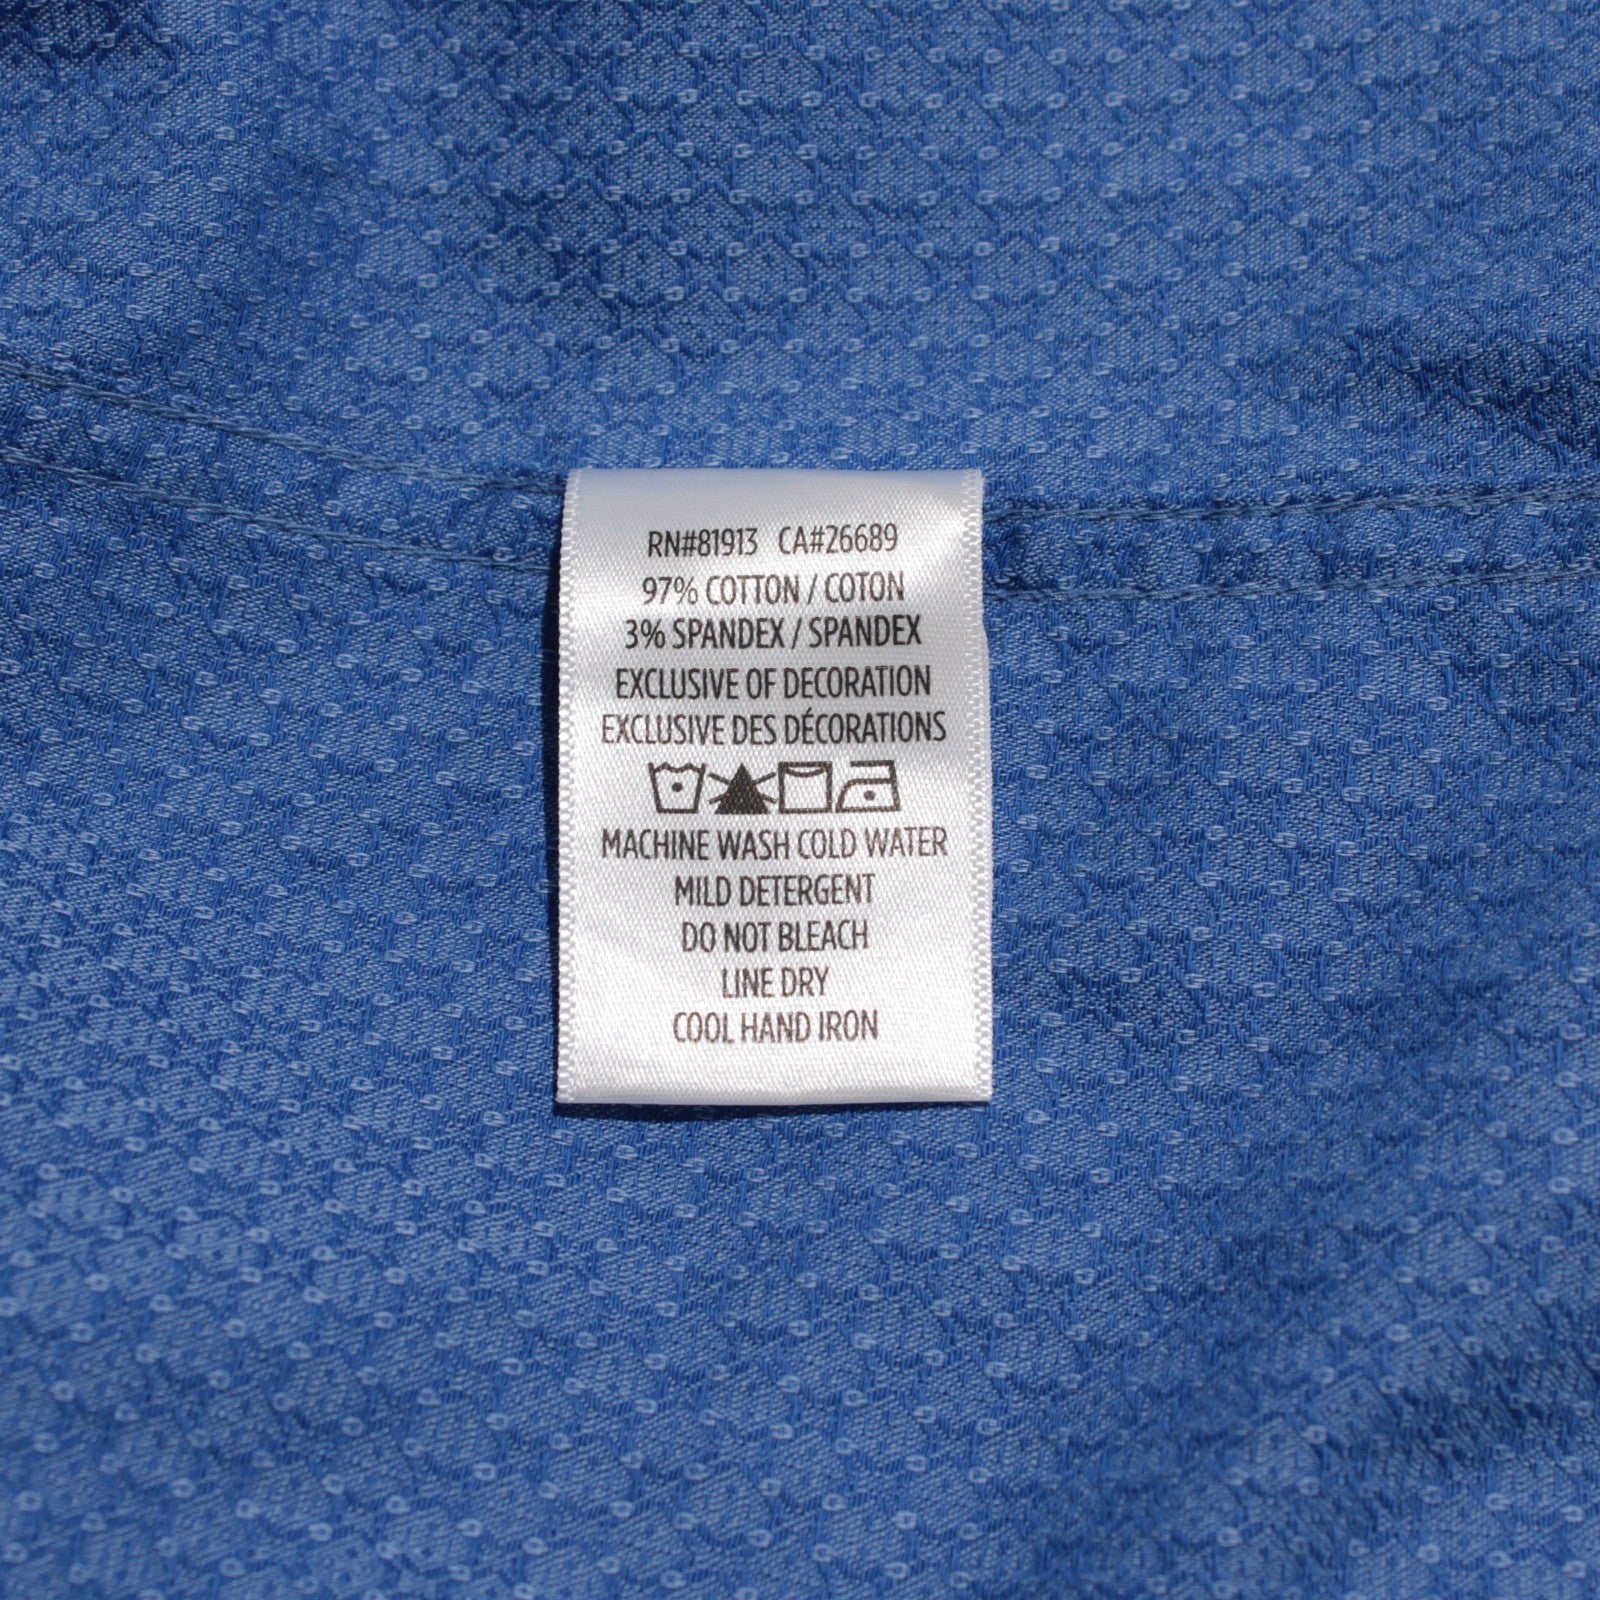 RN#81913 CA#26689
97% COTTON / COTON
3% SPANDEX / SPANDEX
EXCLUSIVE OF DECORATION
EXCLUSIVE DES DÉCORATIONS
MACHINE WASH COLD WATER
MILD DETERGENT
DO NOT BLEACH
LINE DRY
COOL HAND IRON